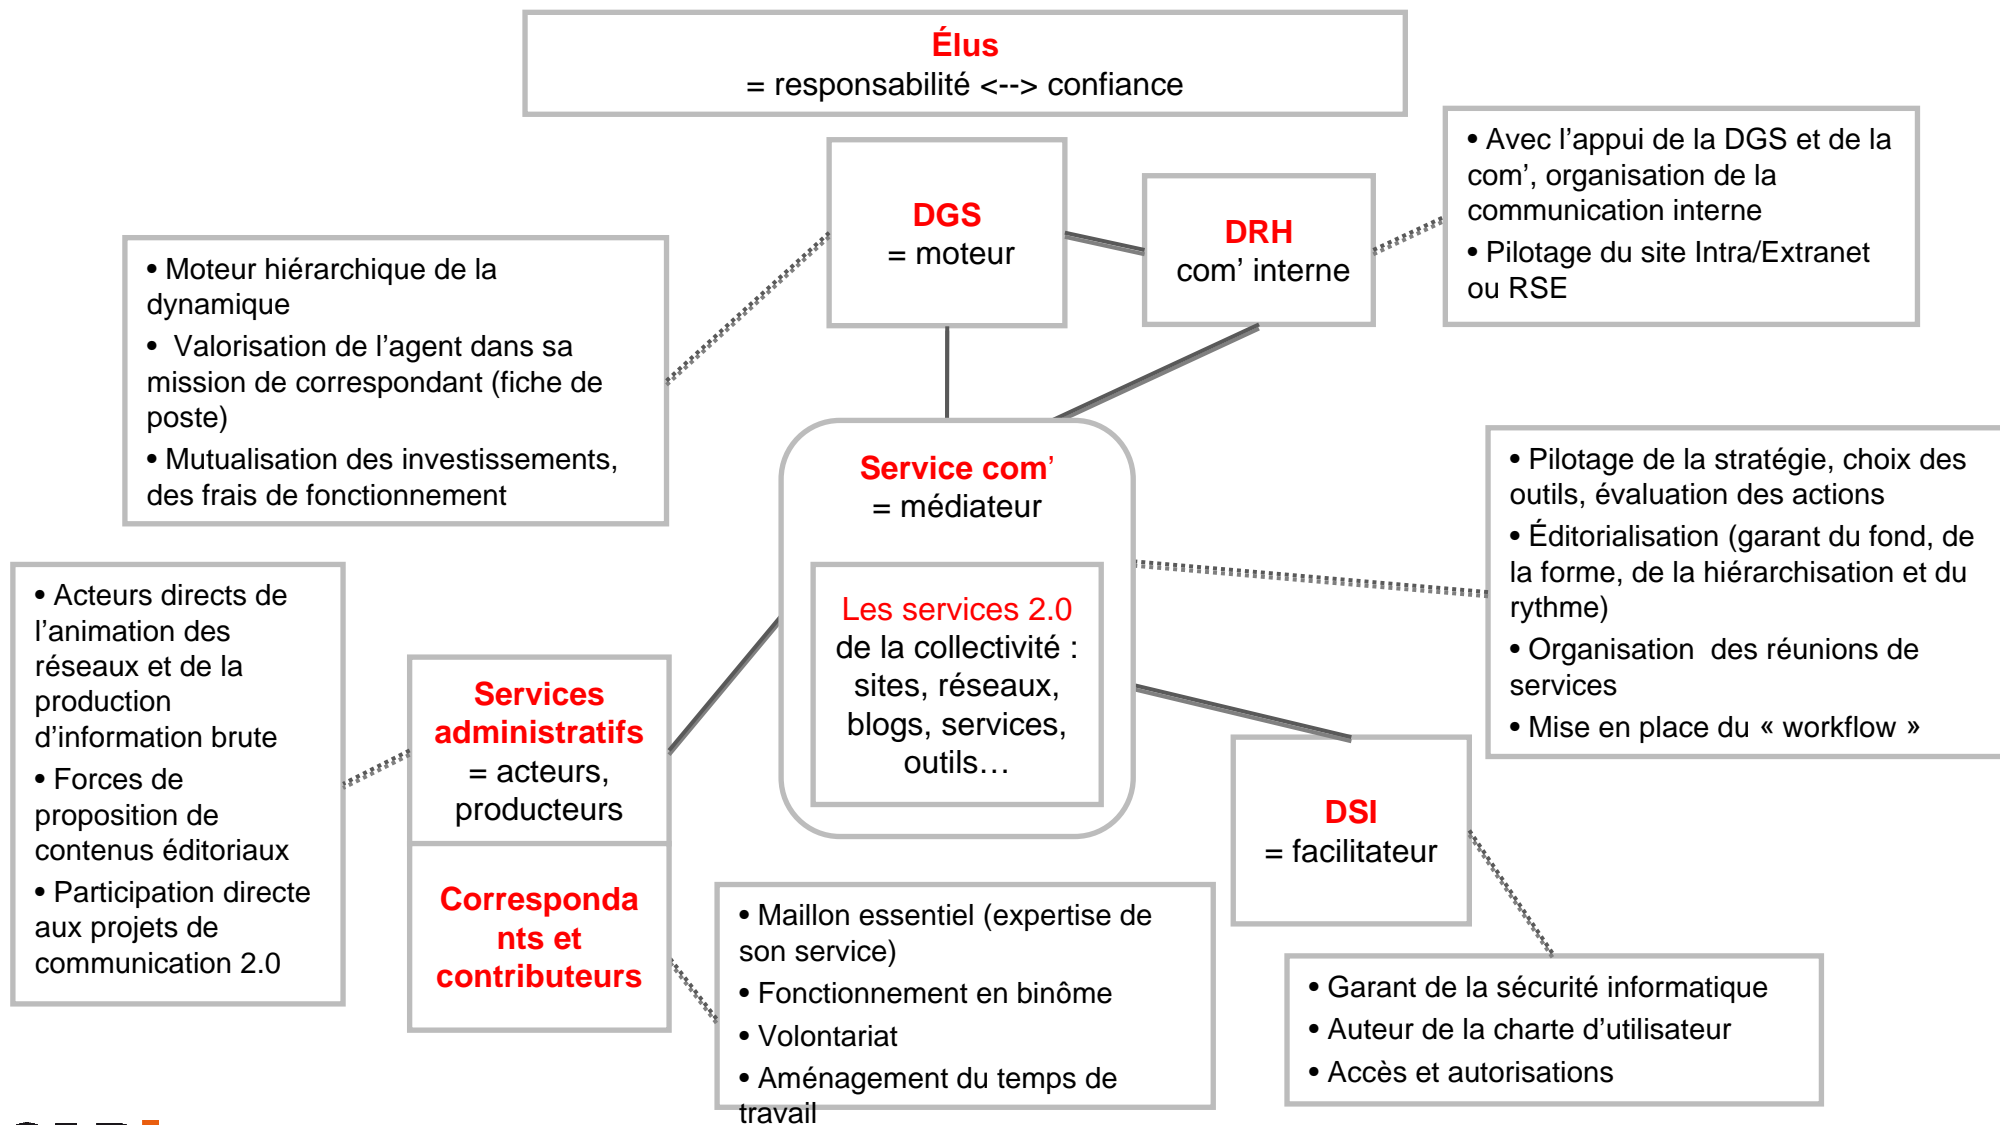 Élus
= responsabilité <--> confiance
DGS
= moteur
DRH
com’ interne
• Avec l’appui de la DGS et de la
com’, organisation de la
communication interne
• Pilotage du site Intra/Extranet
ou RSE
• Moteur hiérarchique de la
dynamique
• Valorisation de l’agent dans sa
mission de correspondant (fiche de
poste)
• Mutualisation des investissements,
des frais de fonctionnement
Service com’
= médiateur
Les services 2.0
de la collectivité :
sites, réseaux,
blogs, services,
outils…
• Pilotage de la stratégie, choix des
outils, évaluation des actions
• Éditorialisation (garant du fond, de
la forme, de la hiérarchisation et du
rythme)
• Organisation  des réunions de
services
• Mise en place du « workflow »
• Acteurs directs de
l’animation des
réseaux et de la
production
d’information brute
• Forces de
proposition de
contenus éditoriaux
• Participation directe
aux projets de
communication 2.0
Services
administratifs
= acteurs,
producteurs
Corresponda
nts et
contributeurs
• Maillon essentiel (expertise de
son service)
• Fonctionnement en binôme
• Volontariat
• Aménagement du temps de
travail
DSI
= facilitateur
• Garant de la sécurité informatique
• Auteur de la charte d’utilisateur
• Accès et autorisations